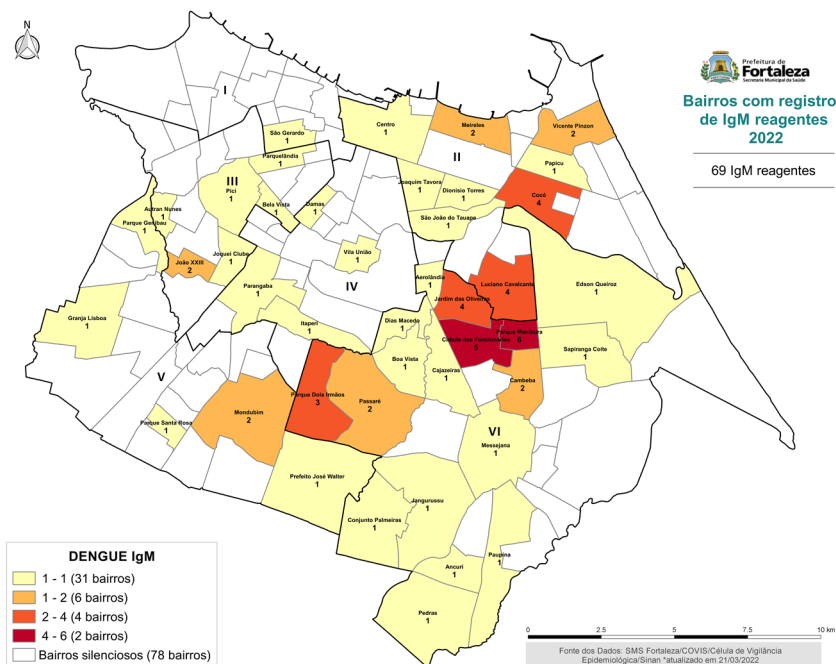 N
Prefeitura de
Fortaleza
Secretaria Municipal da Saúde
Bairros com registro
de IgM reagentes
2022
69 IgM reagentes
I
São Gerardo
1
Centro
1
Meireles
2
Vicente Pinzon
2
Parquelândia
1
II
Papicu
1
III
Pici
1
Joaquim Tavora
1
Dionisio Torres
1
Cocó
4
Autran Nunes
1
Bela Vista
1
Damas
1
Parque Genibau
1
São João do Tauape
1
João XXIII
2
Joquei Clube
1
Vila União
1
Aerolândia
1
Luciano Cavalcante
4
Edson Queiroz
1
Parangaba
1
IV
Jardim das Oliveiras
4
Granja Lisboa
1
Itaperi
1
Dias Macedo
1
Parque Manibura
6
Cidade dos Funcionários
5
Sapiranga Coite
1
Boa Vista
1
Cajazeiras
1
Cambeba
2
V
Parque Dois Irmãos
3
Passaré
2
Mondubim
2
Parque Santa Rosa
1
VI
Messejana
1
Prefeito José Walter
1
Jangurussu
1
Conjunto Palmeiras
1
Paupina
1
Ancuri
1
Pedras
1
DENGUE IgM
1 - 1 (31 bairros)
1 - 2 (6 bairros)
2 - 4 (4 bairros)
4 - 6 (2 bairros)
Bairros silenciosos (78 bairros)
0 2.5 5 7.5 10 km
Fonte dos Dados: SMS Fortaleza/COVIS/Célula de Vigilância
Epidemiológica/Sinan *atualizado em 21/03/2022